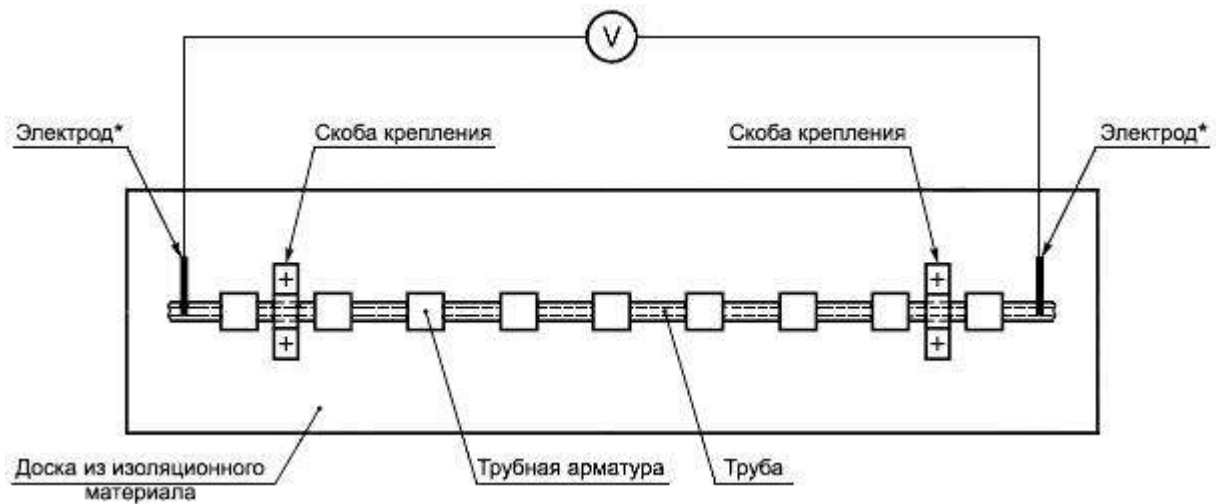 V
Электрод*
Скоба крепления
Скоба крепления
Электрод*
+
+
+
+
Доска из изоляционного
материала
Трубная арматура
Труба